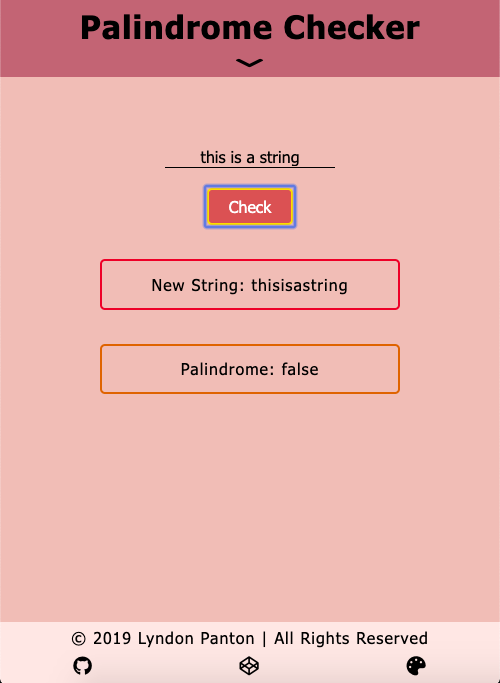 Palindrome Checker
this is a string
Check
New String: thisisastring
Palindrome: false
© 2019 Lyndon Panton | All Rights Reserved